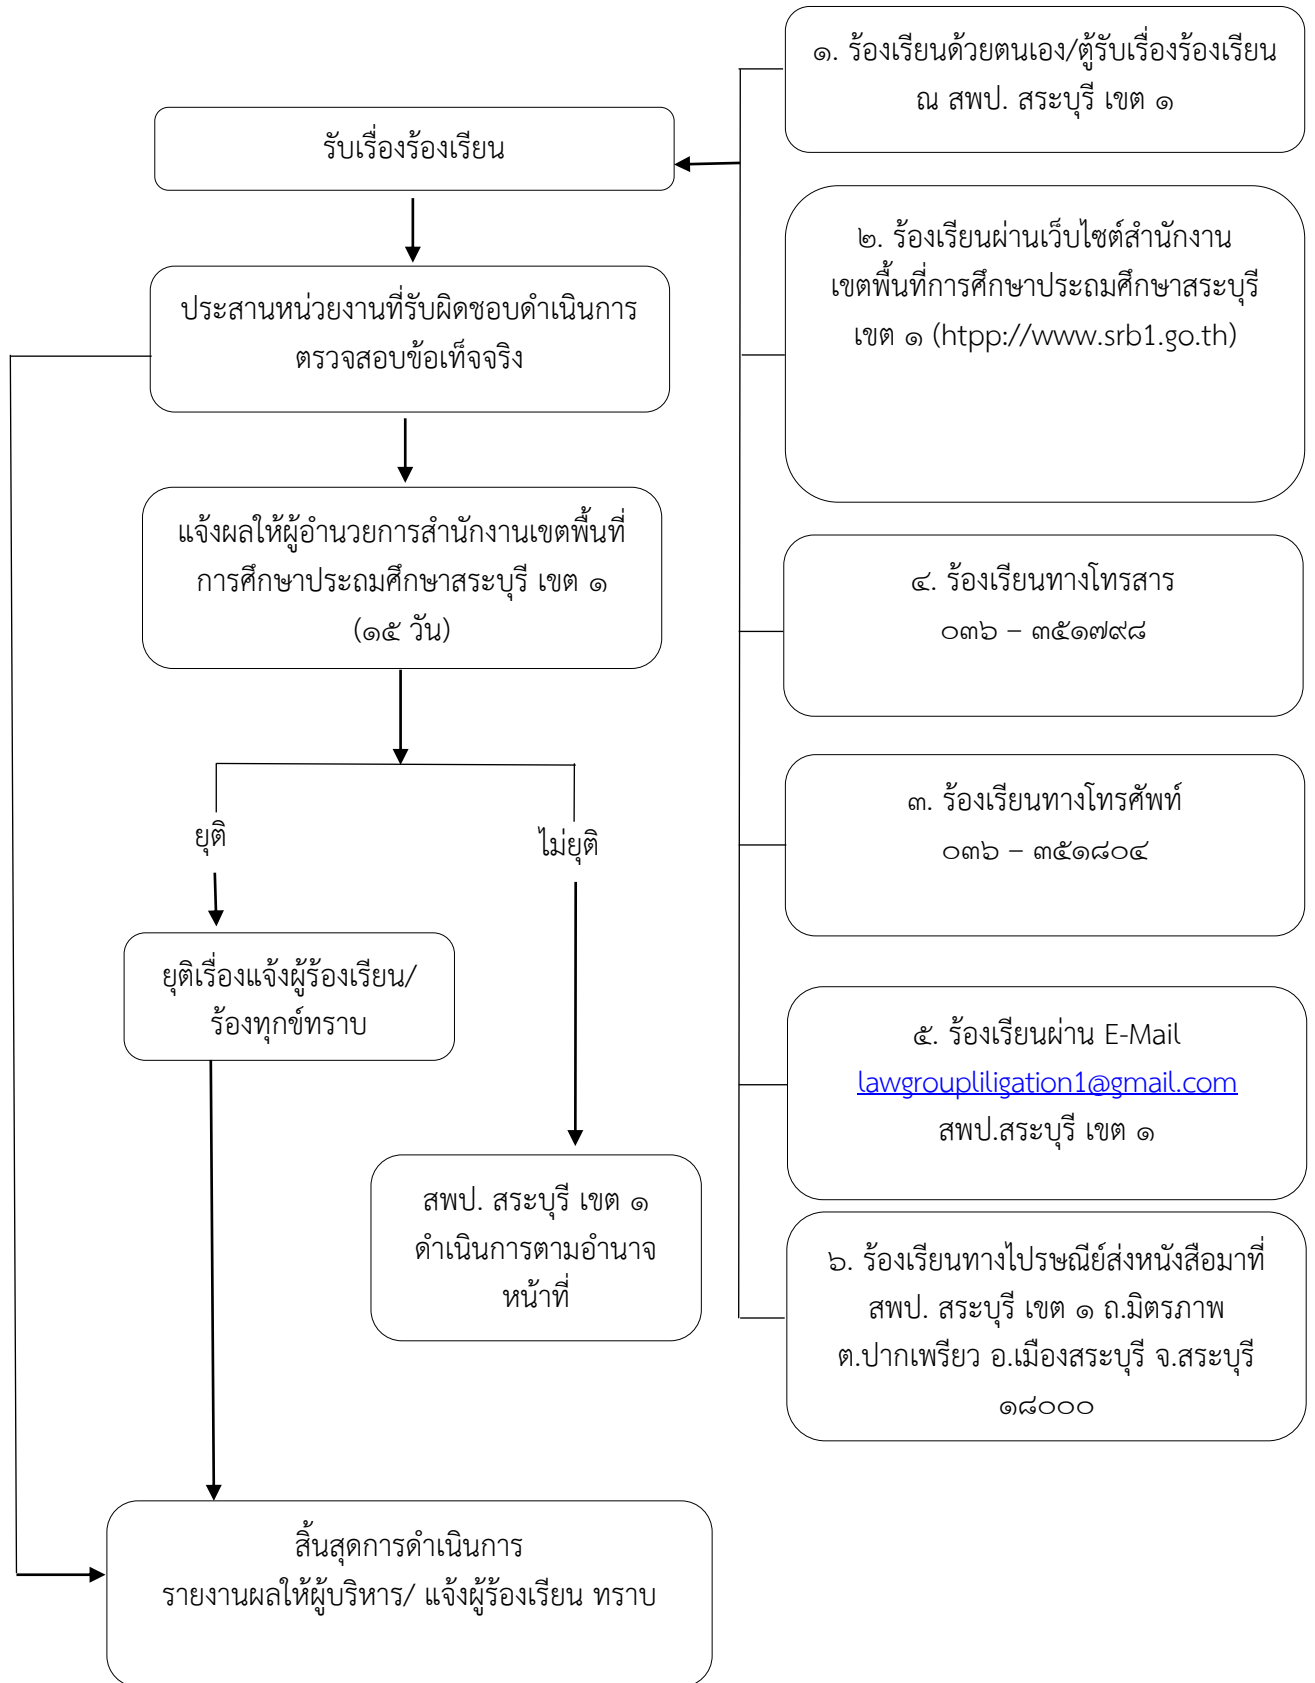 ๑. ร้องเรียนด้วยตนเอง/ตู้รับเรื่องร้องเรียน
ณ สพป. สระบุรี เขต ๑
รับเรื่องร้องเรียน
๒. ร้องเรียนผ่านเว็บไซต์สำนักงาน
เขตพื้นที่การศึกษาประถมศึกษาสระบุรี
เขต ๑ (htpp://www.srb1.go.th)
ประสานหน่วยงานที่รับผิดชอบดำเนินการ
ตรวจสอบข้อเท็จจริง
แจ้งผลให้ผู้อำนวยการสำนักงานเขตพื้นที่
การศึกษาประถมศึกษาสระบุรี เขต ๑
(๑๕ วัน)
๔. ร้องเรียนทางโทรสาร
๐๓๖ – ๓๕๑๗๙๘
๓. ร้องเรียนทางโทรศัพท์
๐๓๖ – ๓๕๑๘๐๔
ยุติ
ไม่ยุติ
ยุติเรื่องแจ้งผู้ร้องเรียน/
ร้องทุกข์ทราบ
๕. ร้องเรียนผ่าน E-Mail
lawgroupliligation1@gmail.com
สพป.สระบุรี เขต ๑
สพป. สระบุรี เขต ๑
ดำเนินการตามอำนาจ
หน้าที่
๖. ร้องเรียนทางไปรษณีย์ส่งหนังสือมาที่
สพป. สระบุรี เขต ๑ ถ.มิตรภาพ
ต.ปากเพรียว อ.เมืองสระบุรี จ.สระบุรี
๑๘๐๐๐
สิ้นสุดการดำเนินการ
รายงานผลให้ผู้บริหาร/ แจ้งผู้ร้องเรียน ทราบ